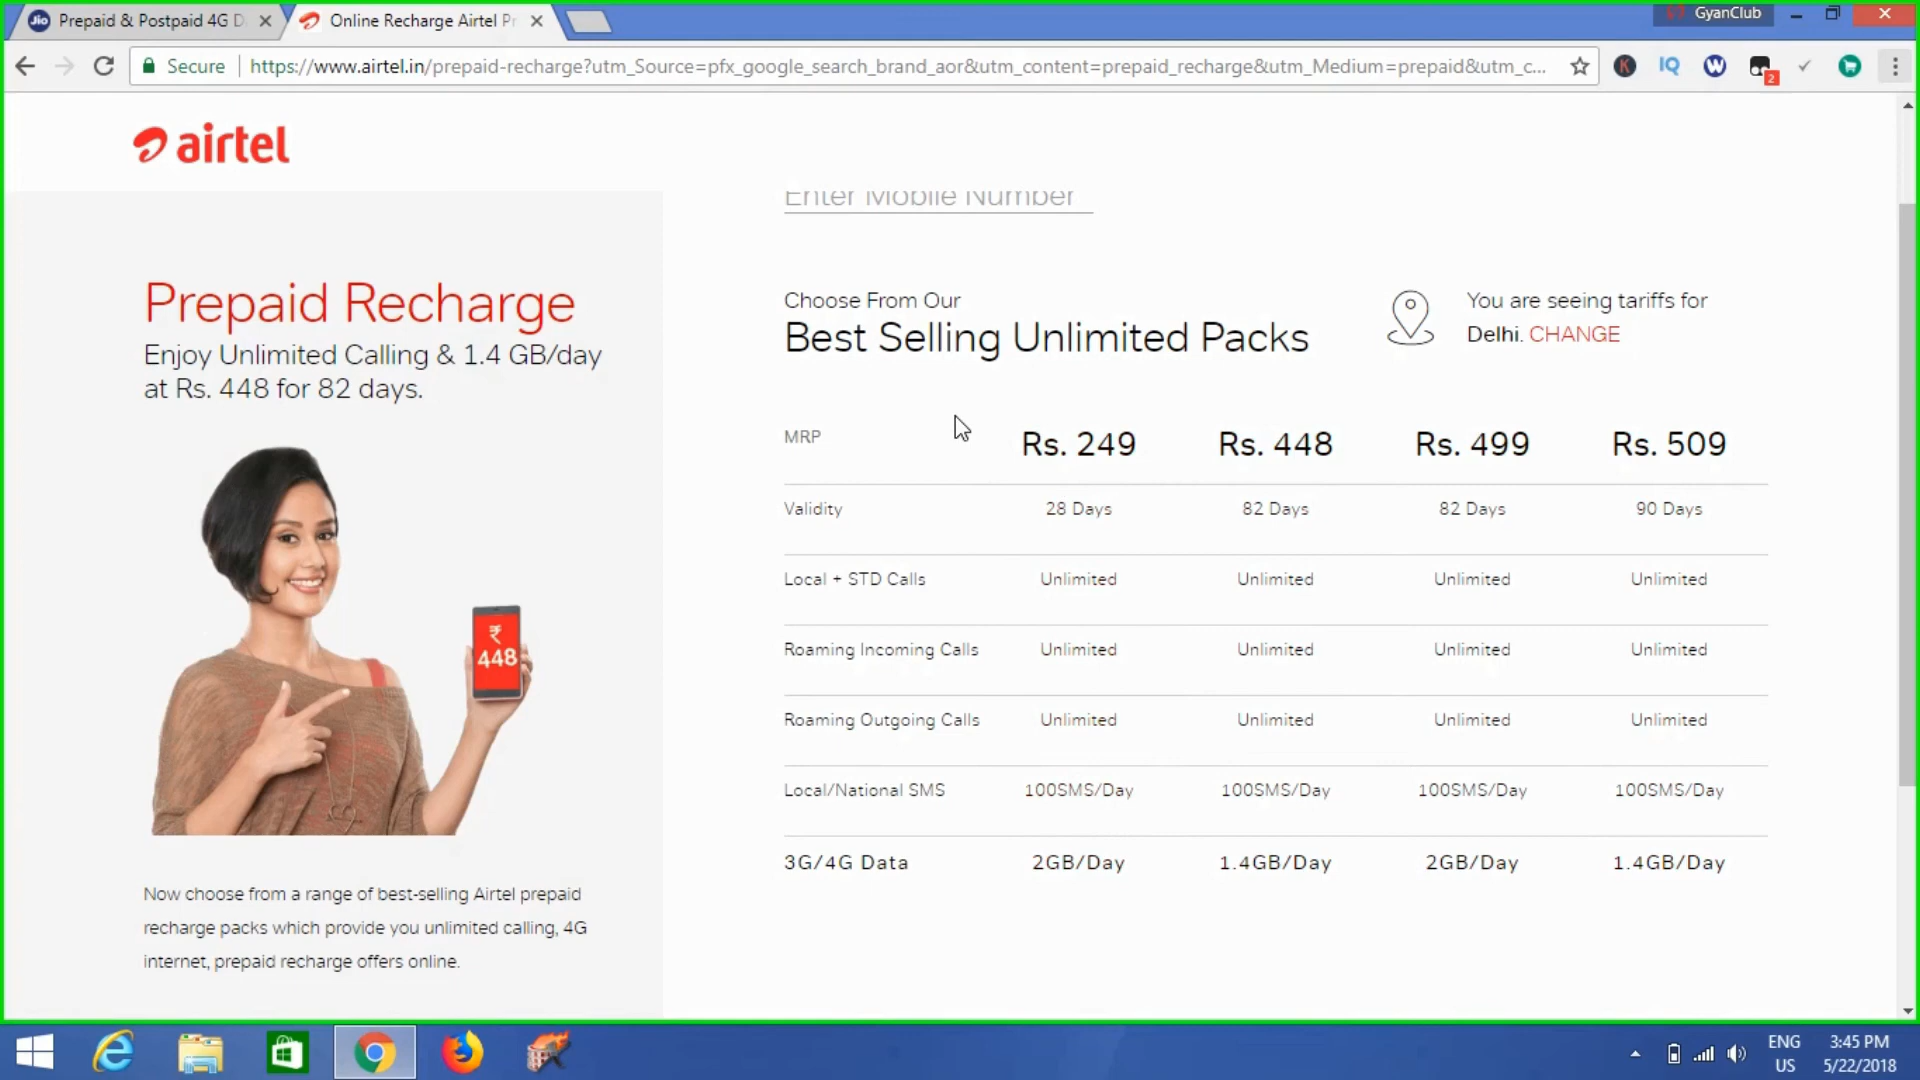 Jio Prepaid & Postpaid 4G D
Online Recharge Airtel Pr
GyanClub
Secure
https://www.airtel.in/prepaid-recharge?utm_Source=pfx_google_search_brand_aor&utm_content=prepaid_recharge&utm_Medium=prepaid&utm_c...
K IQ W 2
airtel
Enter Mobile Number
Prepaid Recharge
Enjoy Unlimited Calling & 1.4 GB/day
at Rs. 448 for 82 days.
₹
448
Now choose from a range of best-selling Airtel prepaid
recharge packs which provide you unlimited calling, 4G
internet, prepaid recharge offers online.
Choose From Our
Best Selling Unlimited Packs
You are seeing tariffs for
Delhi. CHANGE
MRP Rs. 249 Rs. 448 Rs. 499 Rs. 509
Validity 28 Days 82 Days 82 Days 90 Days
Local + STD Calls Unlimited Unlimited Unlimited Unlimited
Roaming Incoming Calls Unlimited Unlimited Unlimited Unlimited
Roaming Outgoing Calls Unlimited Unlimited Unlimited Unlimited
Local/National SMS 100SMS/Day 100SMS/Day 100SMS/Day 100SMS/Day
3G/4G Data 2GB/Day 1.4GB/Day 2GB/Day 1.4GB/Day
ENG
US
3:45 PM
5/22/2018